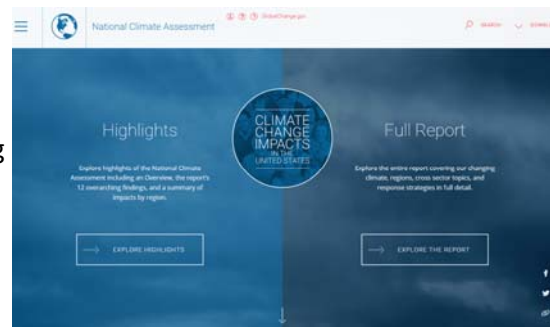 GlobalChange.gov
National Climate Assessment
SEARCH
CLIMATE
CHANGE
IMPACTS
IN THE
UNITED STATES
Highlights
Explore highlights of the National Climate
Assessment including an Overview, the report's
12 overarching findings, and a summary of
impacts by region.
EXPLORE HIGHLIGHTS
Full Report
Explore the entire report covering our changing
climate, regions, cross sector topics, and
response strategies in full detail.
EXPLORE THE REPORT
g